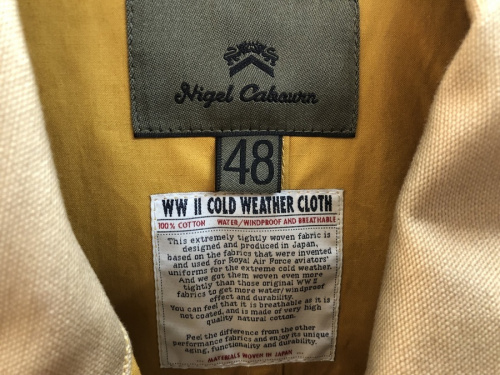 Nigel Cabourn
48
WW II COLD WEATHER CLOTH
100% COTTON WATER/WINDPROOF AND BREATHABLE
This extremely tightly woven fabric is
designed and produced in Japan,
based on the fabrics that were invented
and used for Royal Air Force aviators'
uniforms for the extreme cold weather.
And we got them woven even more
tightly than those original WW II
fabrics to get more water/windproof
effect and durability.
You can feel that it is breathable as it is
not coated, and is made of very high
quality natural cotton.
Peel the difference from the other
performance fabrics and enjoy its unique
aging, functionality and durability.
... MATERIALS WOVEN IN JAPAN ...